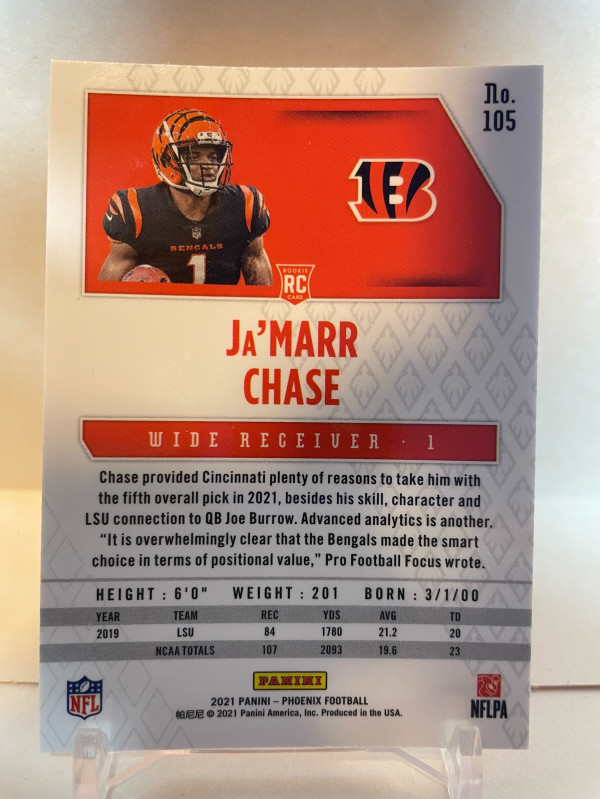 No.
105
BENGALS
1
B
ROOKIE
RC
CARD
JA'MARR
CHASE
WIDE RECEIVER · 1
Chase provided Cincinnati plenty of reasons to take him with
the fifth overall pick in 2021, besides his skill, character and
LSU connection to QB Joe Burrow. Advanced analytics is another.
“It is overwhelmingly clear that the Bengals made the smart
choice in terms of positional value,” Pro Football Focus wrote.
HEIGHT : 6'0" WEIGHT : 201 BORN : 3/1/00
YEAR TEAM REC YDS AVG TD
2019 LSU 84 1780 21.2 20
NCAA TOTALS 107 2093 19.6 23
PANINI
NFL
2021 PANINI – PHOENIX FOOTBALL
帕尼尼 © 2021 Panini America, Inc. Produced in the USA.
NFLPA